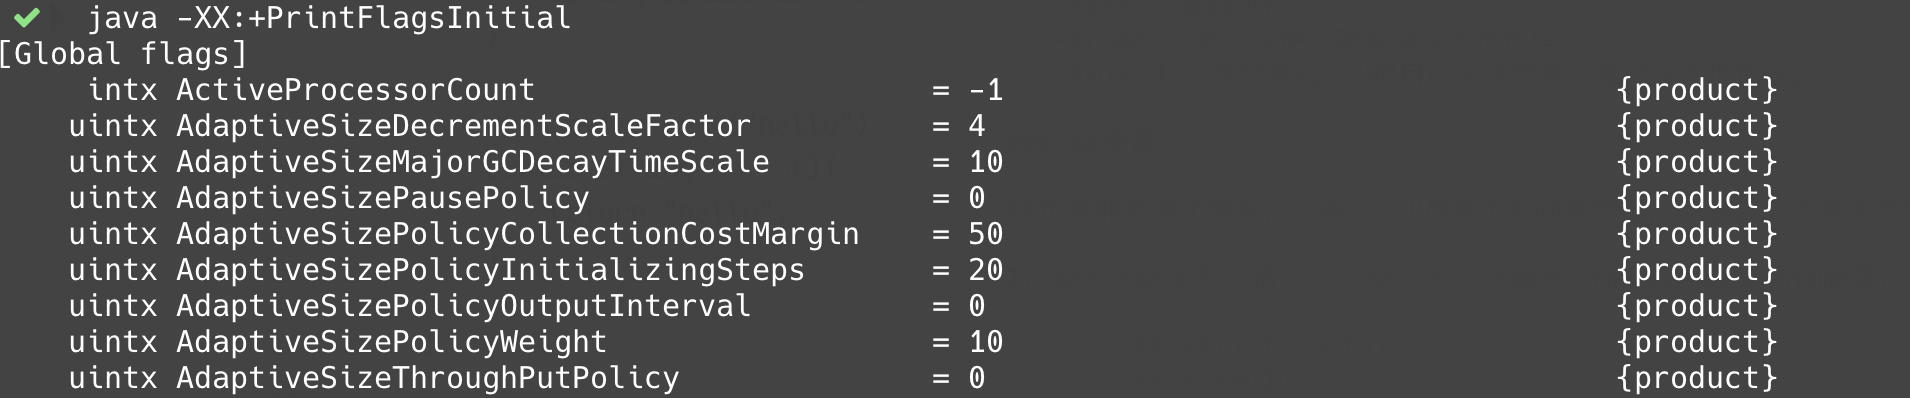 java -XX:+PrintFlagsInitial
[Global flags]
intx ActiveProcessorCount = -1 {product}
uintx AdaptiveSizeDecrementScaleFactor = 4 {product}
uintx AdaptiveSizeMajorGCDecayTimeScale = 10 {product}
uintx AdaptiveSizePausePolicy = 0 {product}
uintx AdaptiveSizePolicyCollectionCostMargin = 50 {product}
uintx AdaptiveSizePolicyInitializingSteps = 20 {product}
uintx AdaptiveSizePolicyOutputInterval = 0 {product}
uintx AdaptiveSizePolicyWeight = 10 {product}
uintx AdaptiveSizeThroughPutPolicy = 0 {product}